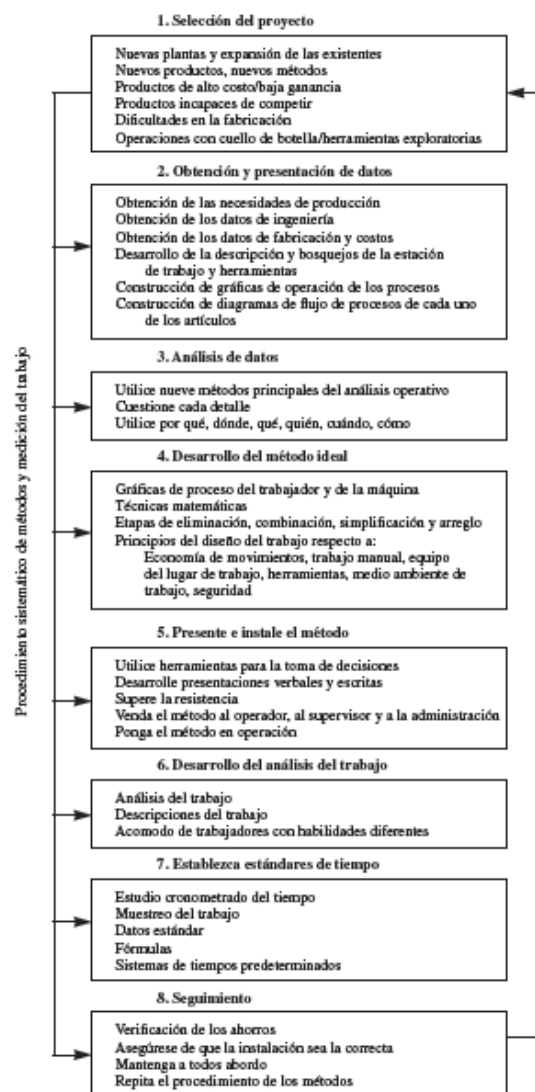 1. Selección del proyecto
Nuevas plantas y expansión de las existentes
Nuevos productos, nuevos métodos
Productos de alto costo/baja ganancia
Productos incapaces de competir
Dificultades en la fabricación
Operaciones con cuello de botella/herramientas exploratorias
2. Obtención y presentación de datos
Obtención de las necesidades de producción
Obtención de los datos de ingeniería
Obtención de los datos de fabricación y costos
Desarrollo de la descripción y bosquejos de la estación
de trabajo y herramientas
Construcción de gráficas de operación de los procesos
Construcción de diagramas de flujo de procesos de cada uno
de los artículos
3. Análisis de datos
Utilice nueve métodos principales del análisis operativo
Cuestione cada detalle
Utilice por qué, dónde, qué, quién, cuándo, cómo
4. Desarrollo del método ideal
Gráficas de proceso del trabajador y de la máquina
Técnicas matemáticas
Etapas de eliminación, combinación, simplificación y arreglo
Principios del diseño del trabajo respecto a:
Economía de movimientos, trabajo manual, equipo
del lugar de trabajo, herramientas, medio ambiente de
trabajo, seguridad
5. Presente e instale el método
Utilice herramientas para la toma de decisiones
Desarrolle presentaciones verbales y escritas
Supere la resistencia
Venda el método al operador, al supervisor y a la administración
Ponga el método en operación
6. Desarrollo del análisis del trabajo
Análisis del trabajo
Descripciones del trabajo
Acomodo de trabajadores con habilidades diferentes
7. Establezca estándares de tiempo
Estudio cronometrado del tiempo
Muestreo del trabajo
Datos estándar
Fórmulas
Sistemas de tiempos predeterminados
8. Seguimiento
Verificación de los ahorros
Asegúrese de que la instalación sea la correcta
Mantenga a todos abordo
Repita el procedimiento de los métodos
Procedimiento sistemático de métodos y medición del trabajo